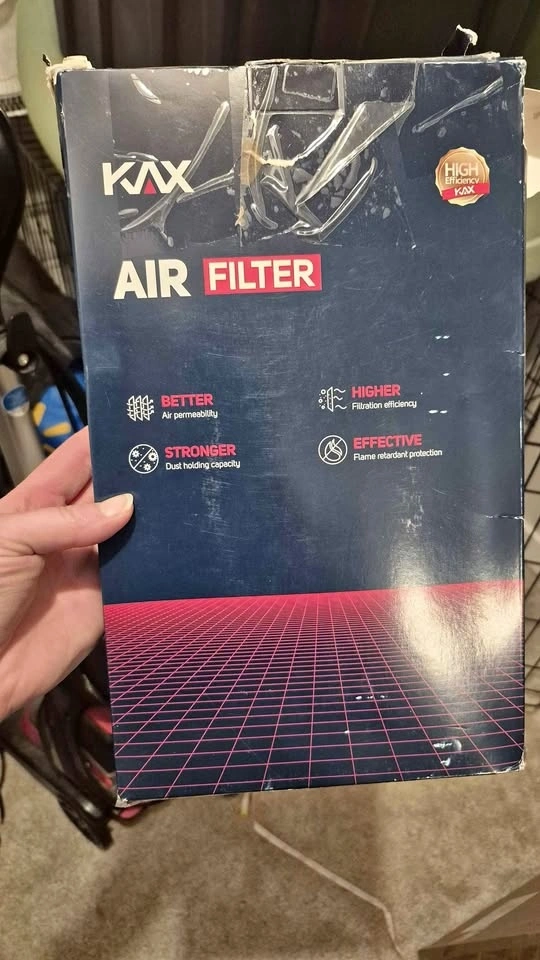 KAX
HIGH
Efficiency
KAX
AIR FILTER
BETTER
Air permeability
HIGHER
Filtration efficiency
STRONGER
Dust holding capacity
EFFECTIVE
Flame retardant protection